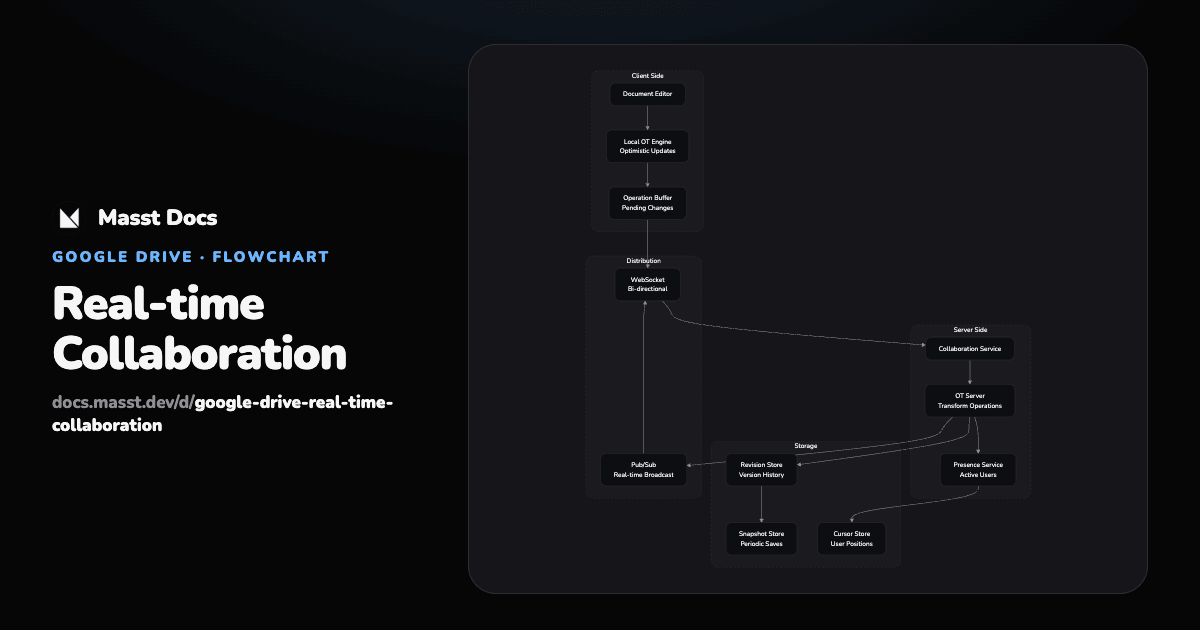 Masst Docs
GOOGLE DRIVE · FLOWCHART
Real-time
Collaboration
docs.masst.dev/d/google-drive-real-time-
collaboration
Client Side
Document Editor
Local OT Engine
Optimistic Updates
Operation Buffer
Pending Changes
Distribution
WebSocket
Bi-directional
Server Side
Collaboration Service
OT Server
Transform Operations
Storage
Pub/Sub
Real-time Broadcast
Revision Store
Version History
Presence Service
Active Users
Snapshot Store
Periodic Saves
Cursor Store
User Positions